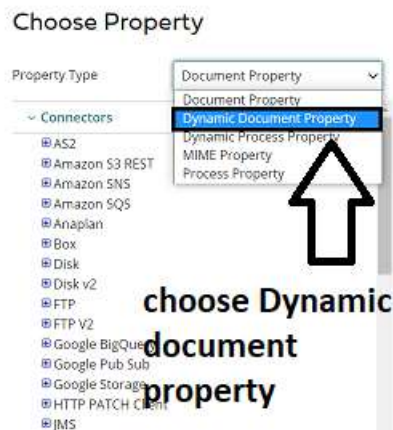 Choose Property
Property Type
Document Property
Document Property
Dynamic Document Property
Dynamic Process Property
MIME Property
Process Property
Connectors
AS2
Amazon S3 REST
Amazon SNS
Amazon SQS
Anaplan
Box
Disk
Disk v2
FTP
FTP V2
Google BigQuery
Google Pub Sub
Google Storage
HTTP PATCH Client
JMS
choose Dynamic
document
property